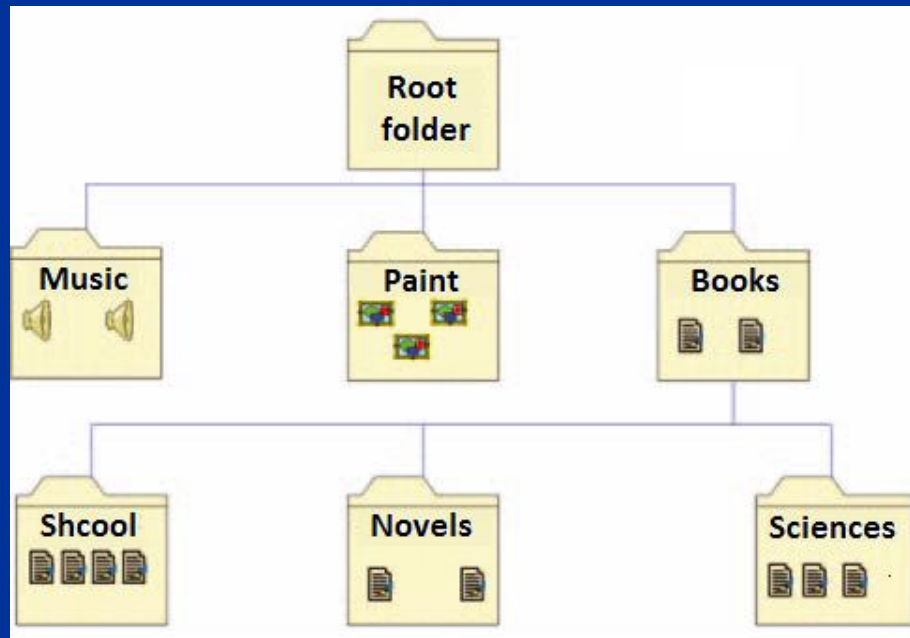 Root
folder
Music
Paint
Books
Shcool
Novels
Sciences